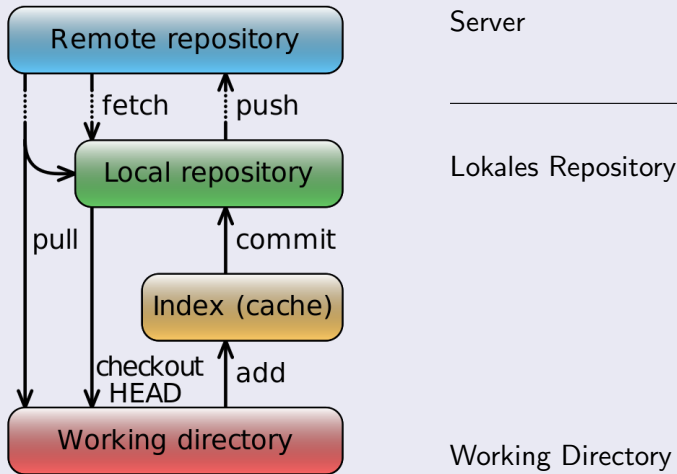 Remote repository
Server
fetch
push
Local repository
Lokales Repository
pull
commit
Index (cache)
checkout
HEAD
add
Working directory
Working Directory